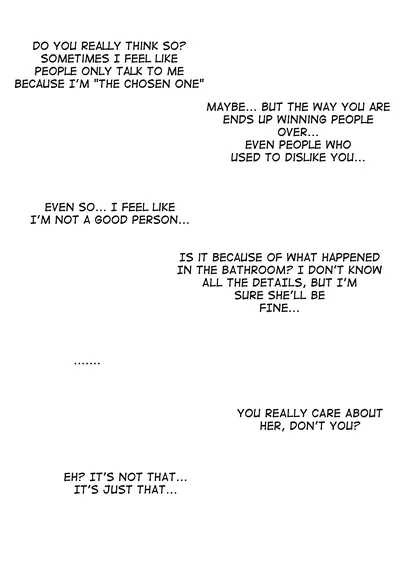 DO YOU REALLY THINK SO?
SOMETIMES I FEEL LIKE
PEOPLE ONLY TALK TO ME
BECAUSE I'M "THE CHOSEN ONE"
MAYBE... BUT THE WAY YOU ARE
ENDS UP WINNING PEOPLE
OVER...
EVEN PEOPLE WHO
USED TO DISLIKE YOU...
EVEN SO... I FEEL LIKE
I'M NOT A GOOD PERSON...
IS IT BECAUSE OF WHAT HAPPENED
IN THE BATHROOM? I DON'T KNOW
ALL THE DETAILS, BUT I'M
SURE SHE'LL BE
FINE...
.......
YOU REALLY CARE ABOUT
HER, DON'T YOU?
EH? IT'S NOT THAT...
IT'S JUST THAT...